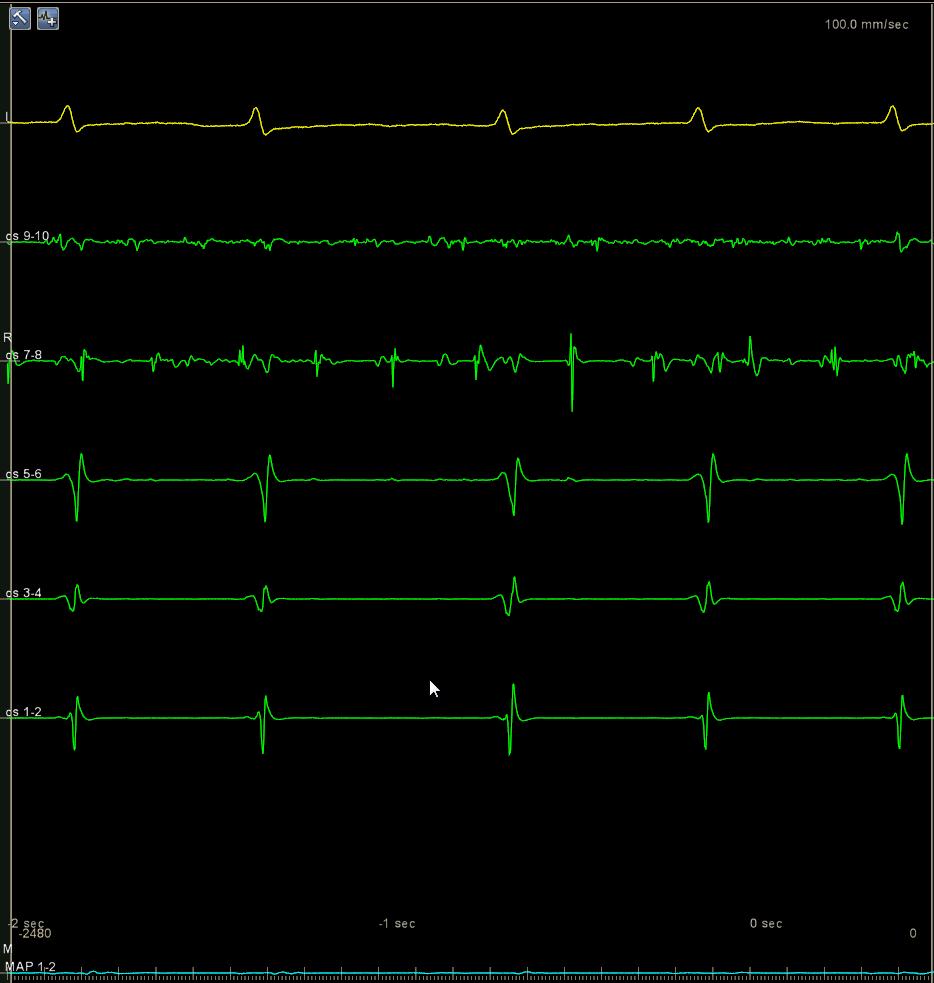 100.0 mm/sec
I
cs 9-10
R
cs 7-8
cs 5-6
cs 3-4
cs 1-2
-2 sec
-1 sec
0 sec
-2480
0
M
MAP 1-2